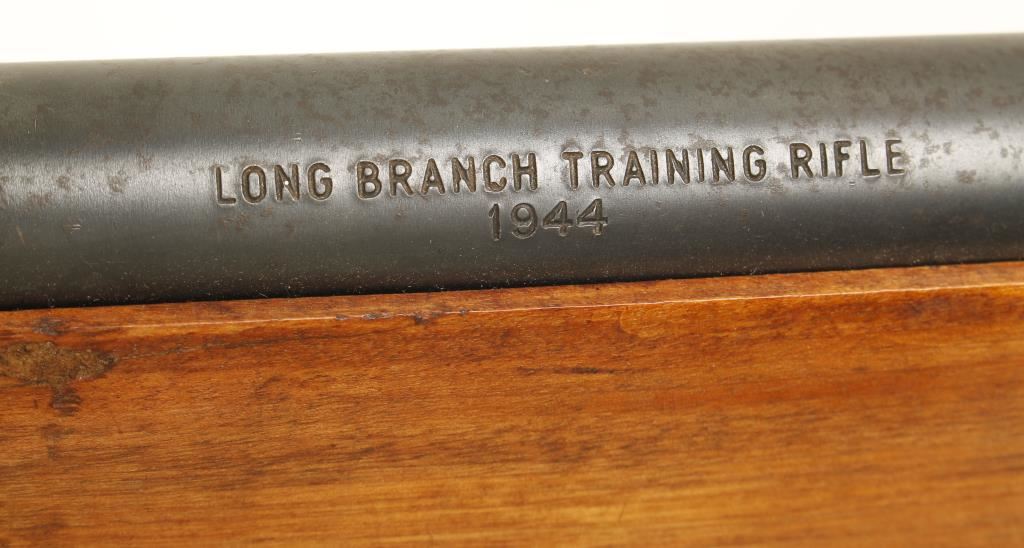 LONG BRANCH TRAINING RIFLE
1944